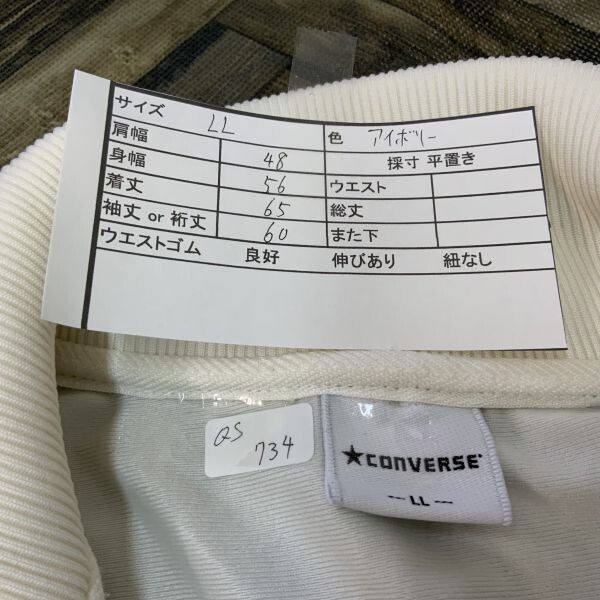 サイズ LL 色 アイボリー
肩幅 48 採寸 平置き
身幅 56 ウエスト
着丈 65 総丈
袖丈 or 裄丈 60 また下
ウエストゴム 良好 伸びあり 紐なし
QS
734
★CONVERSE
LL